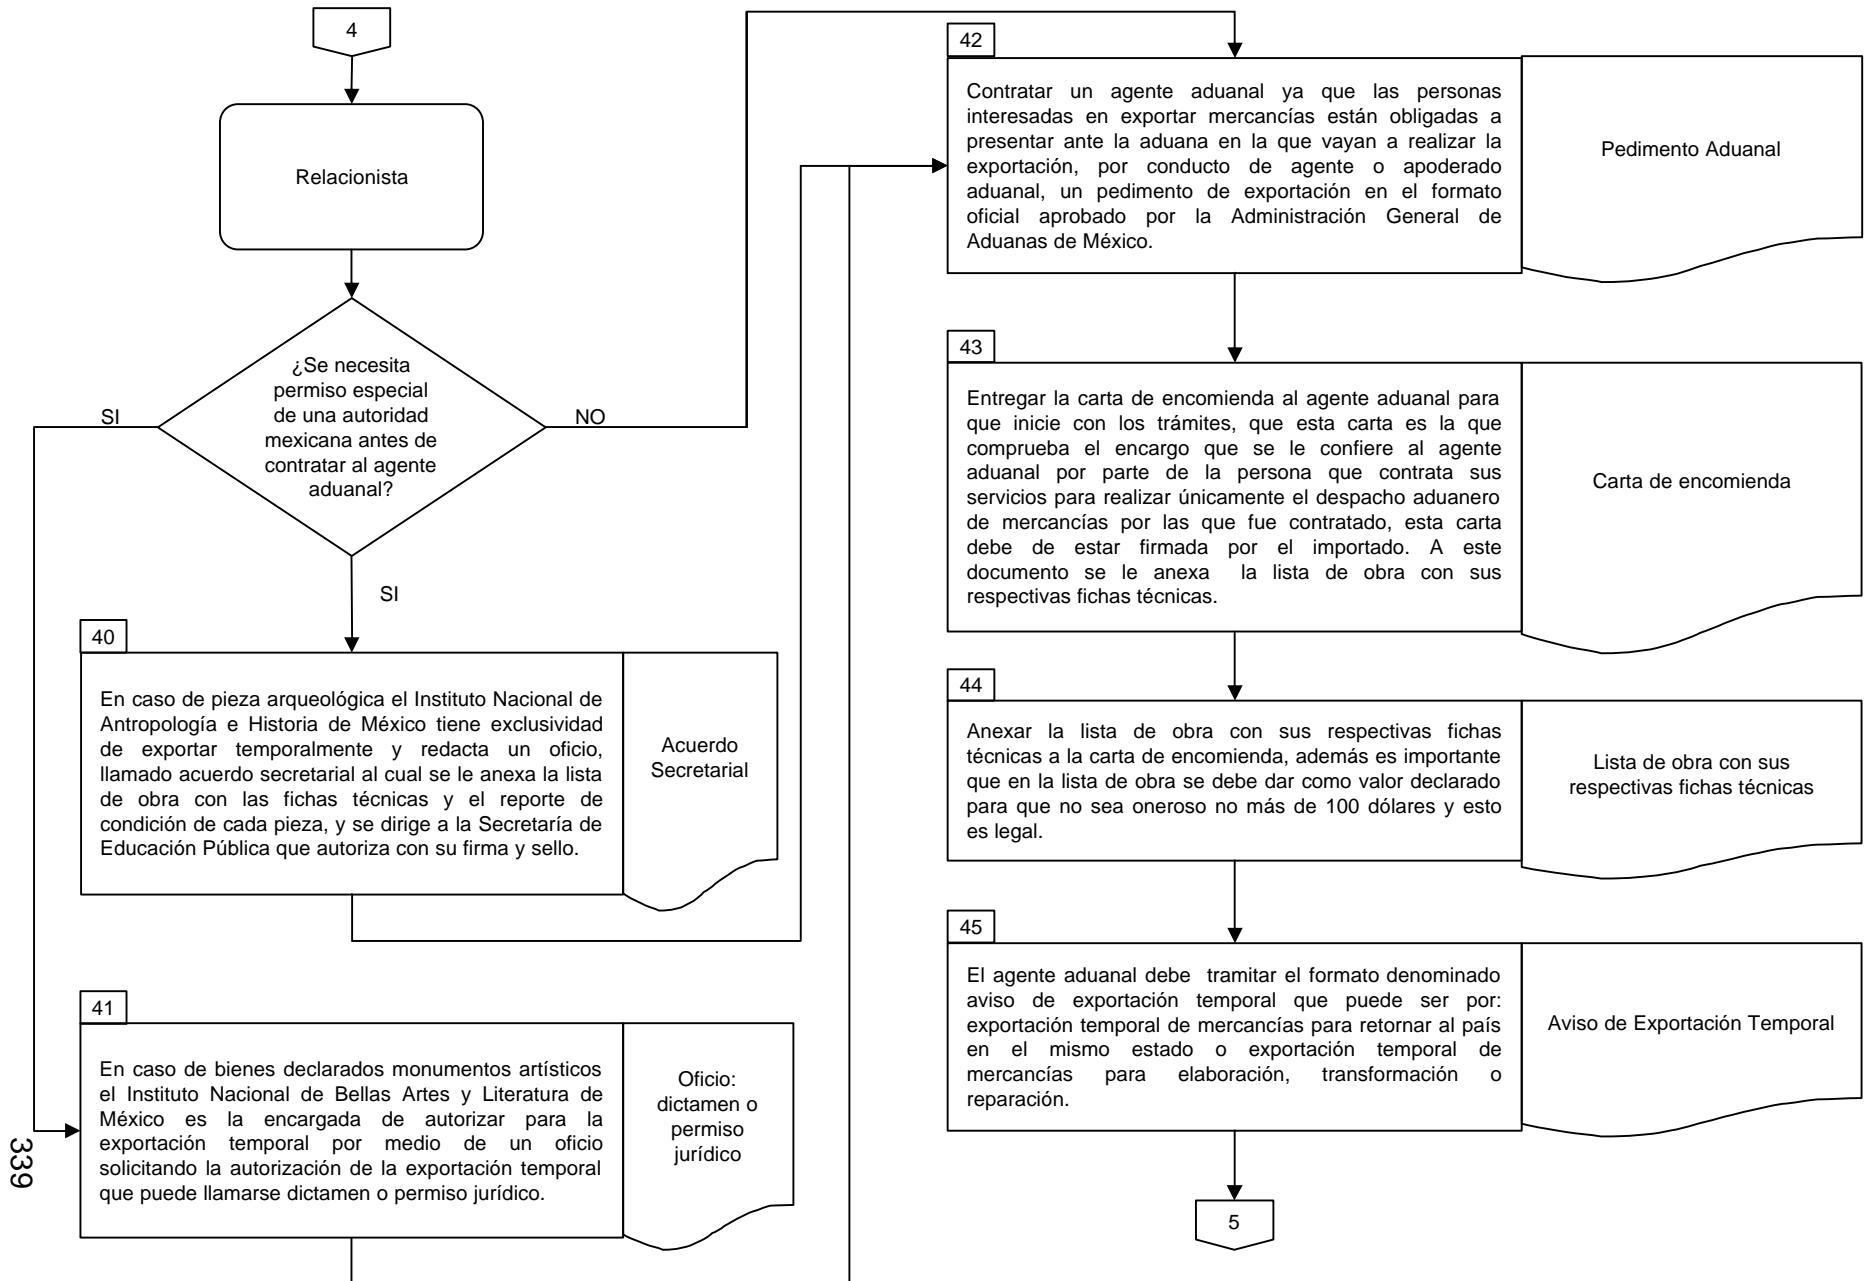 4
Relacionista
¿Se necesita
permiso especial
de una autoridad
mexicana antes de
contratar al agente
aduanal?
SI
NO
SI
40
En caso de pieza arqueológica el Instituto Nacional de
Antropología e Historia de México tiene exclusividad
de exportar temporalmente y redacta un oficio,
llamado acuerdo secretarial al cual se le anexa la lista
de obra con las fichas técnicas y el reporte de
condición de cada pieza, y se dirige a la Secretaría de
Educación Pública que autoriza con su firma y sello.
Acuerdo
Secretarial
41
En caso de bienes declarados monumentos artísticos
el Instituto Nacional de Bellas Artes y Literatura de
México es la encargada de autorizar para la
exportación temporal por medio de un oficio
solicitando la autorización de la exportación temporal
que puede llamarse dictamen o permiso jurídico.
Oficio:
dictamen o
permiso
jurídico
42
Contratar un agente aduanal ya que las personas
interesadas en exportar mercancías están obligadas a
presentar ante la aduana en la que vayan a realizar la
exportación, por conducto de agente o apoderado
aduanal, un pedimento de exportación en el formato
oficial aprobado por la Administración General de
Aduanas de México.
Pedimento Aduanal
43
Entregar la carta de encomienda al agente aduanal para
que inicie con los trámites, que esta carta es la que
comprueba el encargo que se le confiere al agente
aduanal por parte de la persona que contrata sus
servicios para realizar únicamente el despacho aduanero
de mercancías por las que fue contratado, esta carta
debe de estar firmada por el importado. A este
documento se le anexa la lista de obra con sus
respectivas fichas técnicas.
Carta de encomienda
44
Anexar la lista de obra con sus respectivas fichas
técnicas a la carta de encomienda, además es importante
que en la lista de obra se debe dar como valor declarado
para que no sea oneroso no más de 100 dólares y esto
es legal.
Lista de obra con sus
respectivas fichas técnicas
45
El agente aduanal debe tramitar el formato denominado
aviso de exportación temporal que puede ser por:
exportación temporal de mercancías para retornar al país
en el mismo estado o exportación temporal de
mercancías para elaboración, transformación o
reparación.
Aviso de Exportación Temporal
5
339